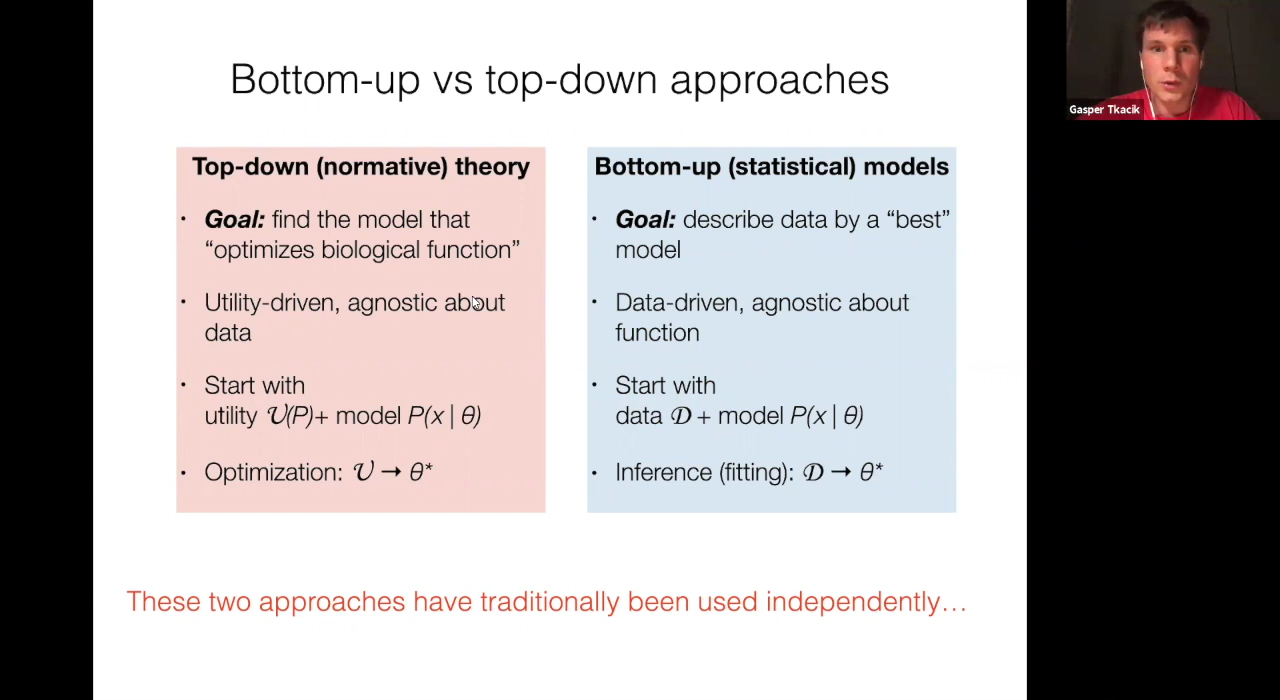 Bottom-up vs top-down approaches
Gasper Tkacik
Top-down (normative) theory
• Goal: find the model that
“optimizes biological function”
• Utility-driven, agnostic about
data
• Start with
utility 𝒰(P)+ model P(x | θ)
• Optimization: 𝒰 → θ*
Bottom-up (statistical) models
• Goal: describe data by a “best”
model
• Data-driven, agnostic about
function
• Start with
data 𝒟 + model P(x | θ)
• Inference (fitting): 𝒟 → θ*
These two approaches have traditionally been used independently…